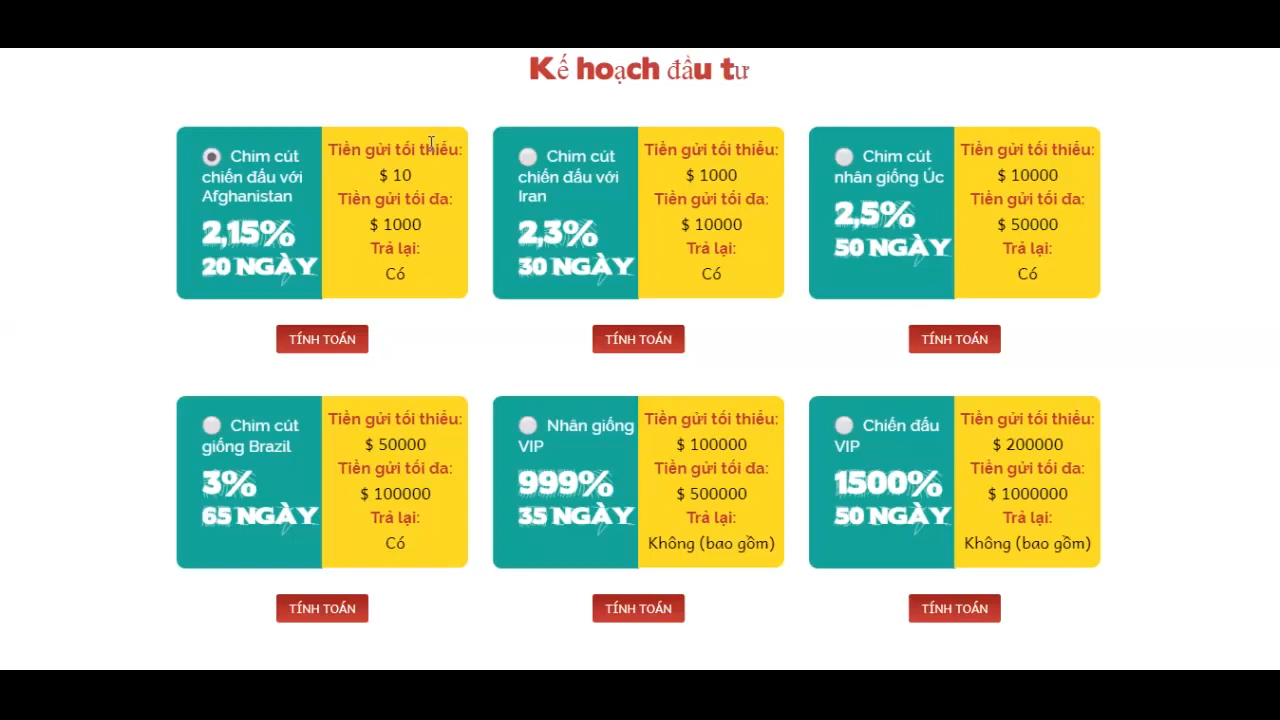 Kế hoạch đầu tư
Chim cút
chiến đấu với
Afghanistan
2,15%
20 NGÀY
Tiền gửi tối thiểu:
$ 10
Tiền gửi tối đa:
$ 1000
Trả lại:
Có
TÍNH TOÁN
Chim cút
chiến đấu với
Iran
2,3%
30 NGÀY
Tiền gửi tối thiểu:
$ 1000
Tiền gửi tối đa:
$ 10000
Trả lại:
Có
TÍNH TOÁN
Chim cút
nhân giống Úc
2,5%
50 NGÀY
Tiền gửi tối thiểu:
$ 10000
Tiền gửi tối đa:
$ 50000
Trả lại:
Có
TÍNH TOÁN
Chim cút
giống Brazil
3%
65 NGÀY
Tiền gửi tối thiểu:
$ 50000
Tiền gửi tối đa:
$ 100000
Trả lại:
Có
TÍNH TOÁN
Nhân giống
VIP
999%
35 NGÀY
Tiền gửi tối thiểu:
$ 100000
Tiền gửi tối đa:
$ 500000
Trả lại:
Không (bao gồm)
TÍNH TOÁN
Chiến đấu
VIP
1500%
50 NGÀY
Tiền gửi tối thiểu:
$ 200000
Tiền gửi tối đa:
$ 1000000
Trả lại:
Không (bao gồm)
TÍNH TOÁN